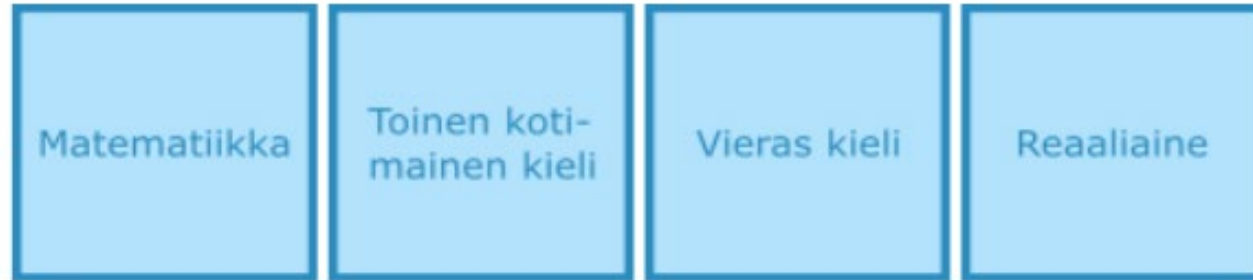 Matematiikka
Toinen koti-
mainen kieli
Vieras kieli
Reaaliaine